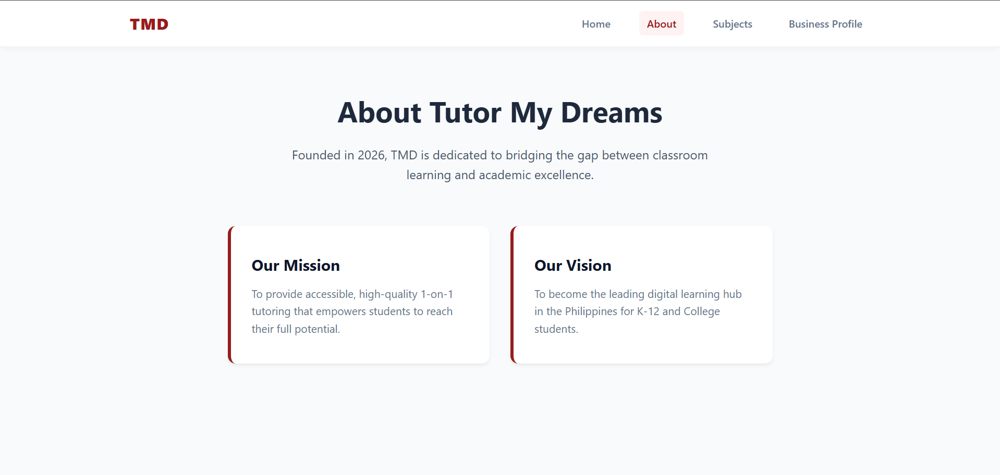 TMD
Home
About
Subjects
Business Profile
About Tutor My Dreams
Founded in 2026, TMD is dedicated to bridging the gap between classroom
learning and academic excellence.
Our Mission
To provide accessible, high-quality 1-on-1
tutoring that empowers students to reach
their full potential.
Our Vision
To become the leading digital learning hub
in the Philippines for K-12 and College
students.